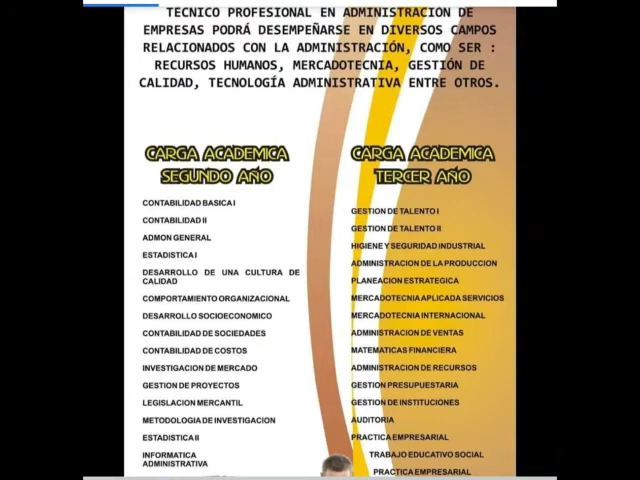 TECNICO PROFESIONAL EN ADMINISTRACION DE
EMPRESAS PODRÁ DESEMPEÑARSE EN DIVERSOS CAMPOS
RELACIONADOS CON LA ADMINISTRACIÓN, COMO SER :
RECURSOS HUMANOS, MERCADOTECNIA, GESTIÓN DE
CALIDAD, TECNOLOGÍA ADMINISTRATIVA ENTRE OTROS.
CARGA ACADEMICA
SEGUNDO AÑO
CONTABILIDAD BASICA I
CONTABILIDAD II
ADMON GENERAL
ESTADISTICA I
DESARROLLO DE UNA CULTURA DE
CALIDAD
COMPORTAMIENTO ORGANIZACIONAL
DESARROLLO SOCIOECONOMICO
CONTABILIDAD DE SOCIEDADES
CONTABILIDAD DE COSTOS
INVESTIGACION DE MERCADO
GESTION DE PROYECTOS
LEGISLACION MERCANTIL
METODOLOGIA DE INVESTIGACION
ESTADISTICA II
INFORMATICA
ADMINISTRATIVA
CARGA ACADEMICA
TERCER AÑO
GESTION DE TALENTO I
GESTION DE TALENTO II
HIGIENE Y SEGURIDAD INDUSTRIAL
ADMINISTRACION DE LA PRODUCCION
PLANEACION ESTRATEGICA
MERCADOTECNIA APLICADA SERVICIOS
MERCADOTECNIA INTERNACIONAL
ADMINISTRACION DE VENTAS
MATEMATICAS FINANCIERA
ADMINISTRACION DE RECURSOS
GESTION PRESUPUESTARIA
GESTION DE INSTITUCIONES
AUDITORIA
PRACTICA EMPRESARIAL
TRABAJO EDUCATIVO SOCIAL
PRACTICA EMPRESARIAL